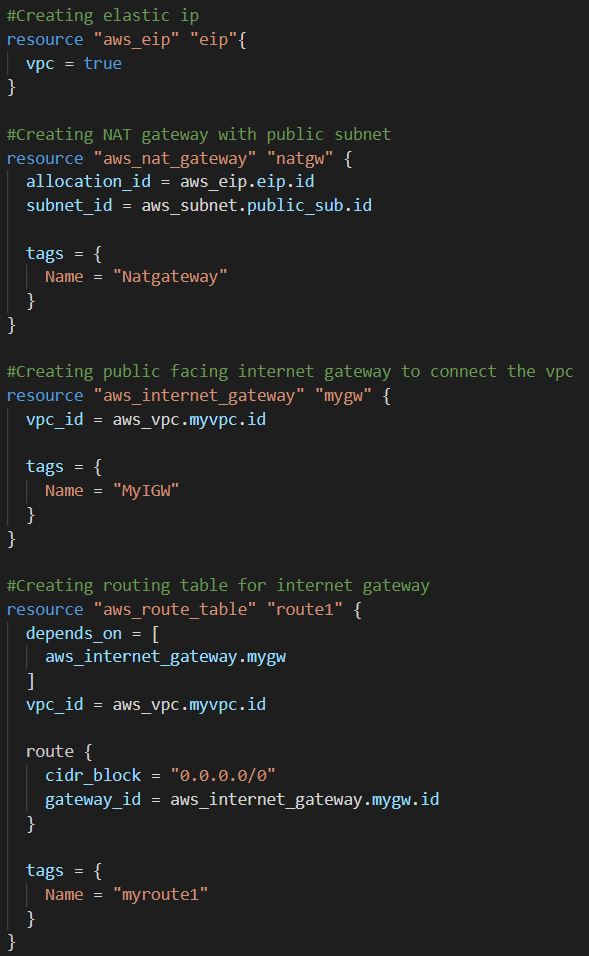 #Creating elastic ip
resource "aws_eip" "eip"{
  vpc = true
}

#Creating NAT gateway with public subnet
resource "aws_nat_gateway" "natgw" {
  allocation_id = aws_eip.eip.id
  subnet_id = aws_subnet.public_sub.id

  tags = {
    Name = "Natgateway"
  }
}

#Creating public facing internet gateway to connect the vpc
resource "aws_internet_gateway" "mygw" {
  vpc_id = aws_vpc.myvpc.id

  tags = {
    Name = "MyIGW"
  }
}

#Creating routing table for internet gateway
resource "aws_route_table" "route1" {
  depends_on = [
    aws_internet_gateway.mygw
  ]
  vpc_id = aws_vpc.myvpc.id

  route {
    cidr_block = "0.0.0.0/0"
    gateway_id = aws_internet_gateway.mygw.id
  }

  tags = {
    Name = "myroute1"
  }
}